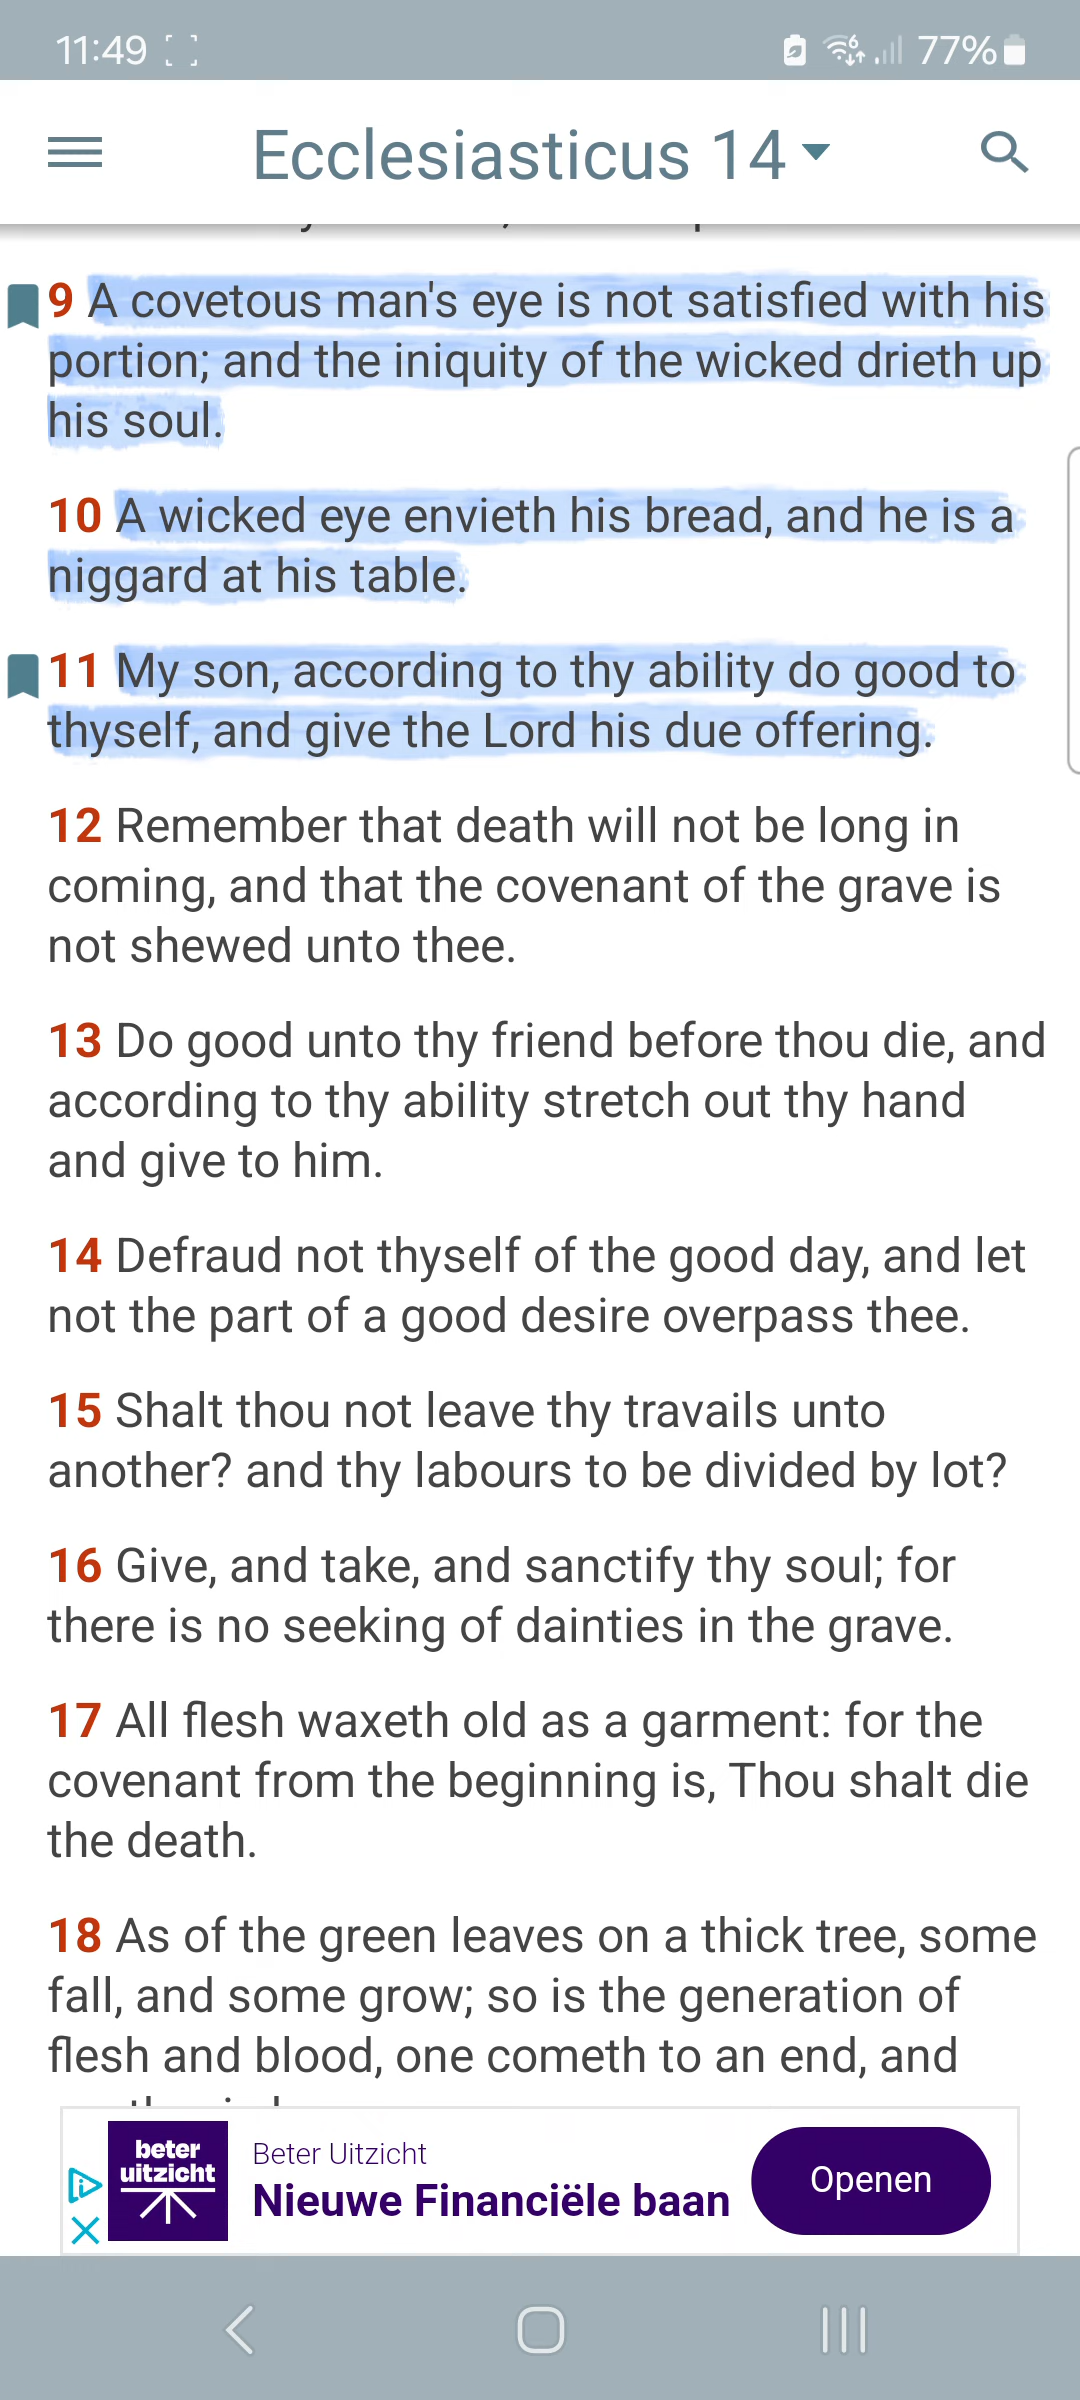 11:49
6
77%
Ecclesiasticus 14
9 A covetous man's eye is not satisfied with his
portion; and the iniquity of the wicked drieth up
his soul.
10 A wicked eye envieth his bread, and he is a
niggard at his table.
11 My son, according to thy ability do good to
thyself, and give the Lord his due offering.
12 Remember that death will not be long in
coming, and that the covenant of the grave is
not shewed unto thee.
13 Do good unto thy friend before thou die, and
according to thy ability stretch out thy hand
and give to him.
14 Defraud not thyself of the good day, and let
not the part of a good desire overpass thee.
15 Shalt thou not leave thy travails unto
another? and thy labours to be divided by lot?
16 Give, and take, and sanctify thy soul; for
there is no seeking of dainties in the grave.
17 All flesh waxeth old as a garment: for the
covenant from the beginning is, Thou shalt die
the death.
18 As of the green leaves on a thick tree, some
fall, and some grow; so is the generation of
flesh and blood, one cometh to an end, and
beter
uitzicht
Beter Uitzicht
Nieuwe Financiële baan
Openen